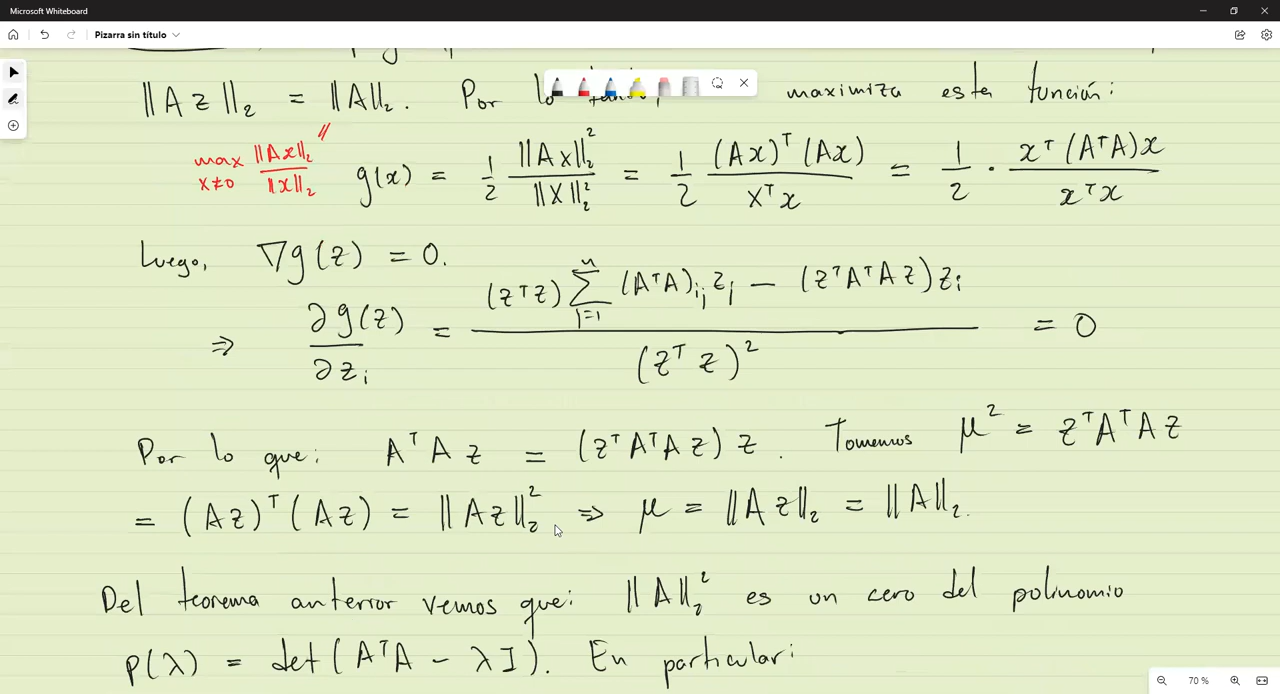 Microsoft Whiteboard
Pizarra sin título
‖Az‖₂ = ‖A‖₂. Por lo maximiza esta función:
max x≠0 ‖Ax‖₂ / ‖x‖₂
g(x) = 1/2 ‖Ax‖₂² / ‖x‖₂² = 1/2 (Ax)ᵀ(Ax) / xᵀx = 1/2 · xᵀ(AᵀA)x / xᵀx
Luego, ∇g(z) = 0.
⇒ ∂g(z)/∂zᵢ = ((zᵀz) ∑ⱼ₌₁ⁿ (AᵀA)ᵢⱼ zⱼ − (zᵀAᵀAz)zᵢ) / (zᵀz)² = 0
Por lo que: AᵀAz = (zᵀAᵀAz)z. Tomemos μ² = zᵀAᵀAz
= (Az)ᵀ(Az) = ‖Az‖₂² ⇒ μ = ‖Az‖₂ = ‖A‖₂.
Del teorema anterior vemos que: ‖A‖₂² es un cero del polinomio
P(λ) = det(AᵀA − λI). En particular:
70 %